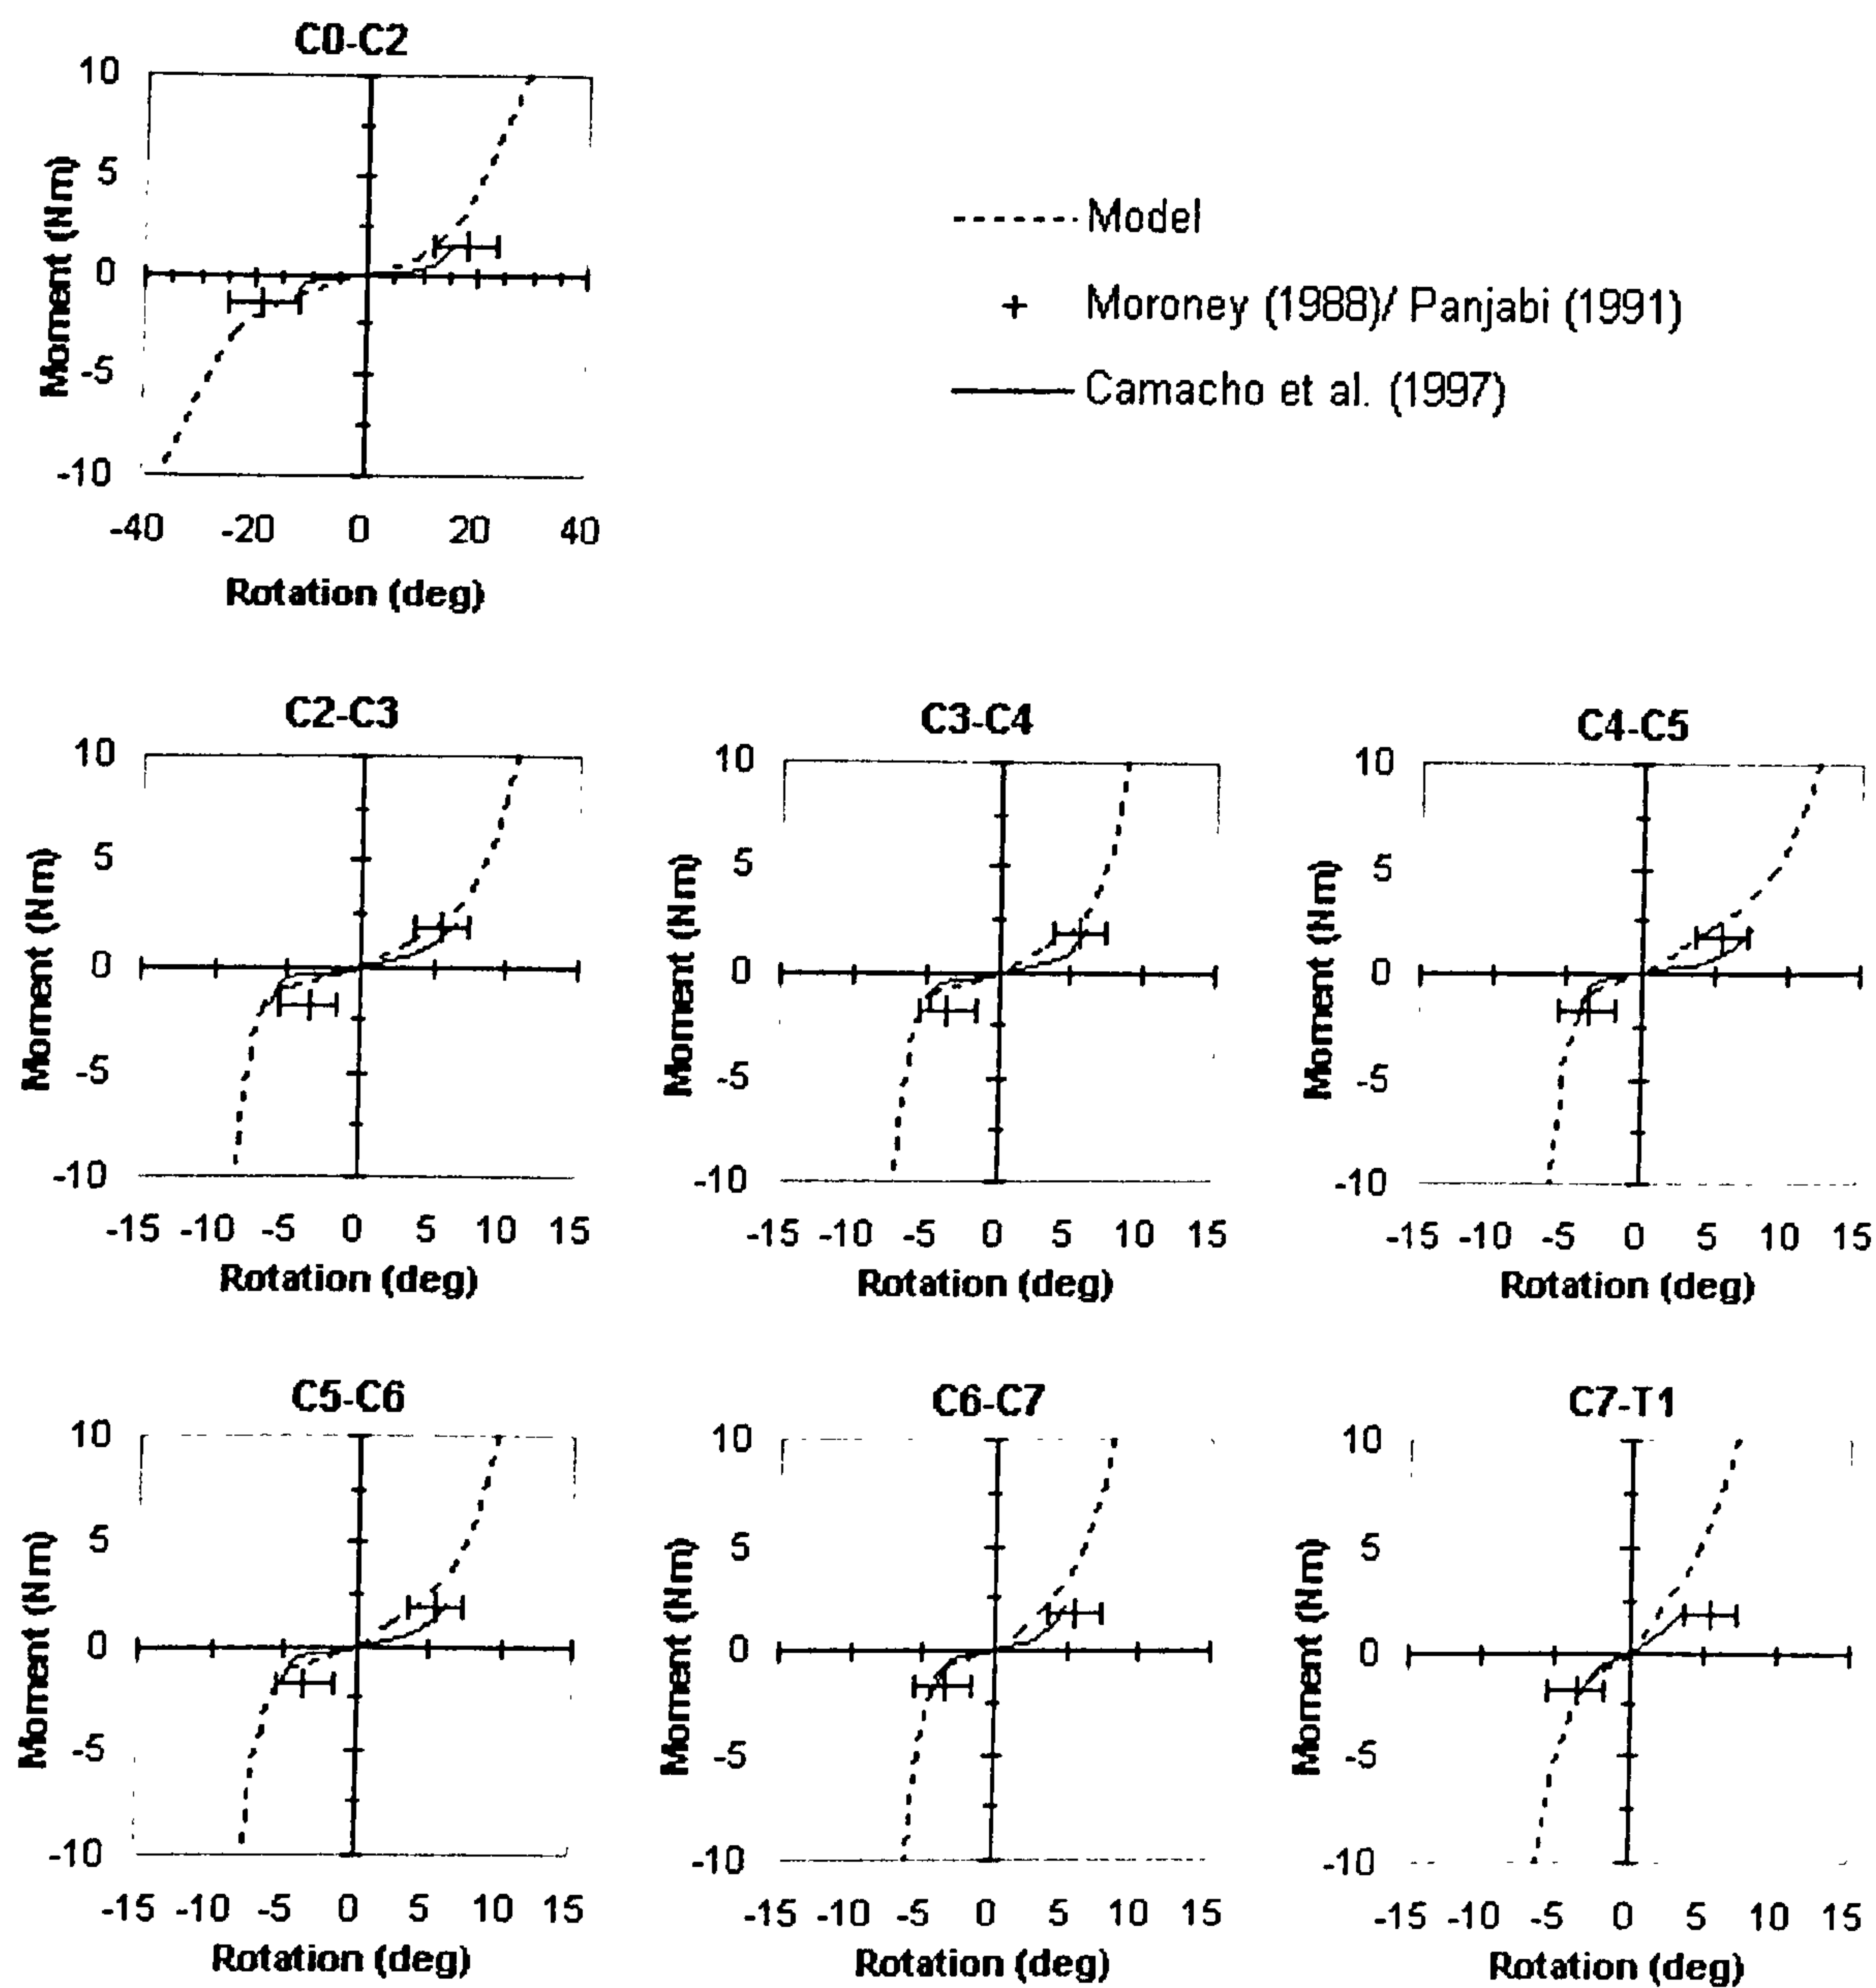 C0-C2
10
5
0
-5
-10
Moment (Nm)
-40 -20 0 20 40
Rotation (deg)
Model
Moroney (1988)/ Panjabi (1991)
Camacho et al. (1997)
C2-C3
10
5
0
-5
-10
Moment (Nm)
-15 -10 -5 0 5 10 15
Rotation (deg)
C3-C4
10
5
0
-5
-10
Moment (Nm)
-15 -10 -5 0 5 10 15
Rotation (deg)
C4-C5
10
5
0
-5
-10
Moment (Nm)
-15 -10 -5 0 5 10 15
Rotation (deg)
C5-C6
10
5
0
-5
-10
Moment (Nm)
-15 -10 -5 0 5 10 15
Rotation (deg)
C6-C7
10
5
0
-5
-10
Moment (Nm)
-15 -10 -5 0 5 10 15
Rotation (deg)
C7-T1
10
5
0
-5
-10
Moment (Nm)
-15 -10 -5 0 5 10 15
Rotation (deg)